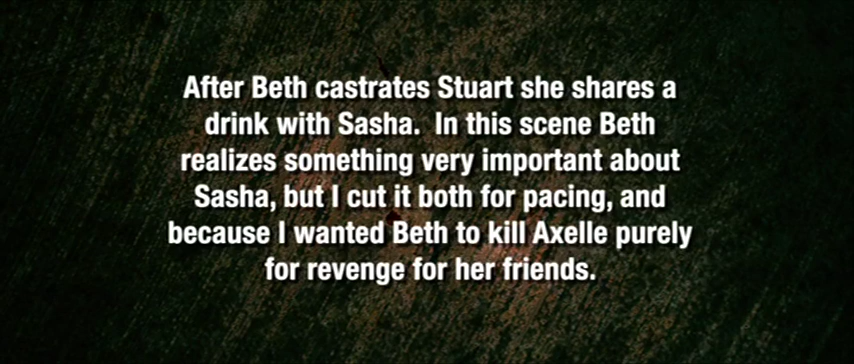 After Beth castrates Stuart she shares a
drink with Sasha.  In this scene Beth
realizes something very important about
Sasha, but I cut it both for pacing, and
because I wanted Beth to kill Axelle purely
for revenge for her friends.